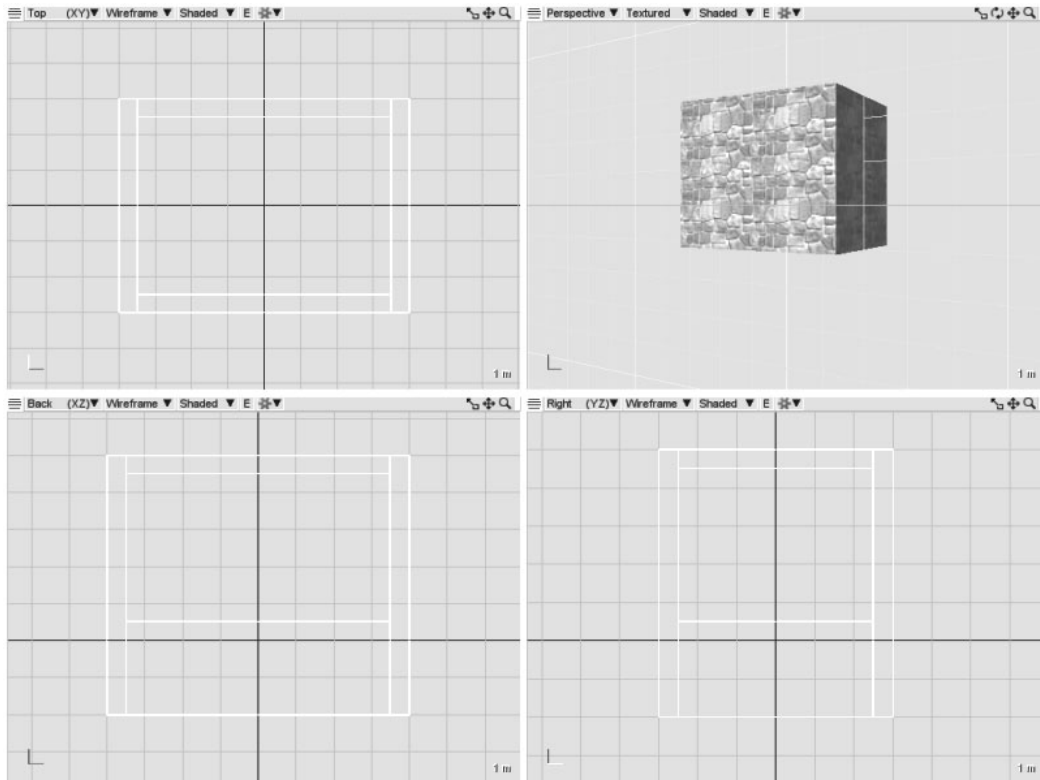 Top (XY)▼ Wireframe ▼ Shaded ▼ E ▼
Perspective ▼ Textured ▼ Shaded ▼ E ▼
1 m
1 m
Back (XZ)▼ Wireframe ▼ Shaded ▼ E ▼
Right (YZ)▼ Wireframe ▼ Shaded ▼ E ▼
1 m
1 m